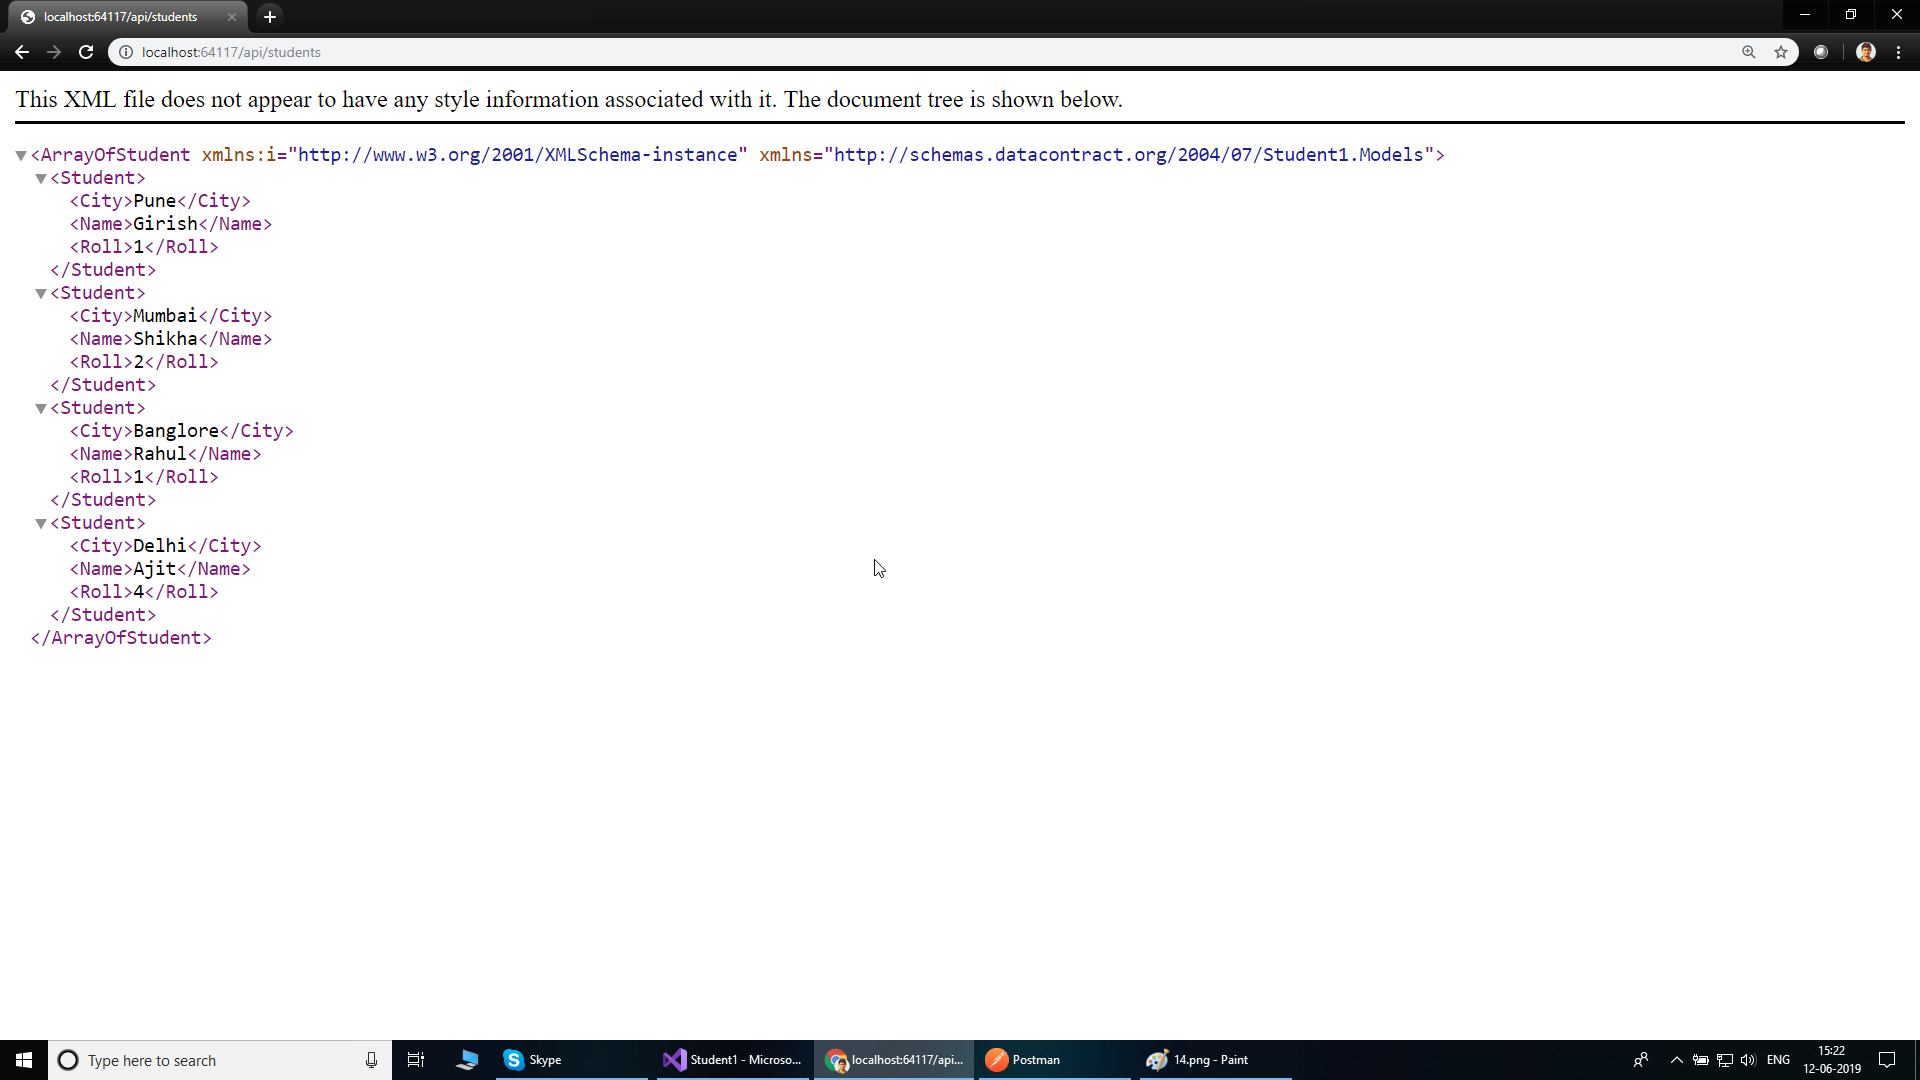 localhost:64117/api/students
localhost:64117/api/students
This XML file does not appear to have any style information associated with it. The document tree is shown below.
<ArrayOfStudent xmlns:i="http://www.w3.org/2001/XMLSchema-instance" xmlns="http://schemas.datacontract.org/2004/07/Student1.Models">
<Student>
<City>Pune</City>
<Name>Girish</Name>
<Roll>1</Roll>
</Student>
<Student>
<City>Mumbai</City>
<Name>Shikha</Name>
<Roll>2</Roll>
</Student>
<Student>
<City>Banglore</City>
<Name>Rahul</Name>
<Roll>1</Roll>
</Student>
<Student>
<City>Delhi</City>
<Name>Ajit</Name>
<Roll>4</Roll>
</Student>
</ArrayOfStudent>
Type here to search
Skype
Student1 - Microso...
localhost:64117/api...
Postman
14.png - Paint
ENG
15:22
12-06-2019